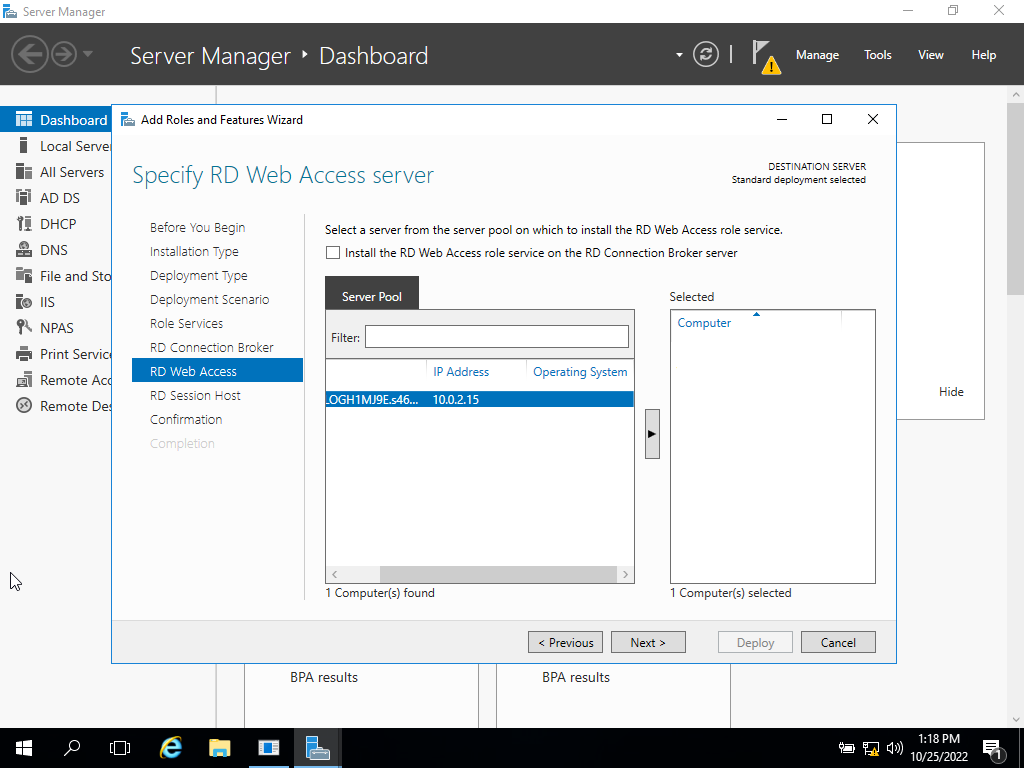 Server Manager
Server Manager ‣ Dashboard
Manage
Tools
View
Help
Dashboard
Local Server
All Servers
AD DS
DHCP
DNS
File and Sto
IIS
NPAS
Print Service
Remote Acc
Remote Des
Add Roles and Features Wizard
Specify RD Web Access server
DESTINATION SERVER
Standard deployment selected
Before You Begin
Installation Type
Deployment Type
Deployment Scenario
Role Services
RD Connection Broker
RD Web Access
RD Session Host
Confirmation
Completion
Select a server from the server pool on which to install the RD Web Access role service.
Install the RD Web Access role service on the RD Connection Broker server
Server Pool
Filter:
IP Address
Operating System
LOGH1MJ9E.s46...
10.0.2.15
1 Computer(s) found
Selected
Computer
1 Computer(s) selected
Hide
< Previous
Next >
Deploy
Cancel
BPA results
BPA results
1:18 PM
10/25/2022
1